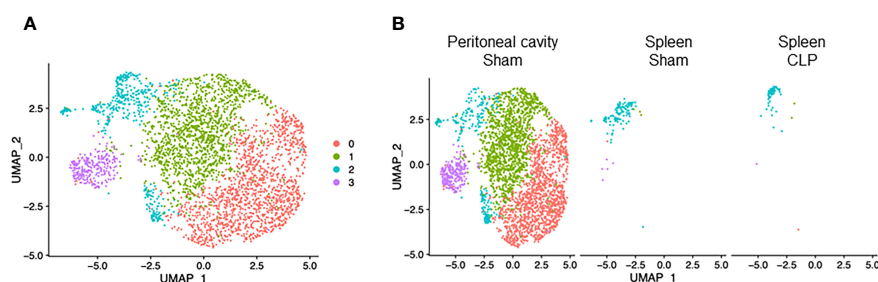 A
B
Peritoneal cavity
Sham
Spleen
Sham
Spleen
CLP
UMAP_2
2.5
0.0
−2.5
−5.0
−5.0 −2.5 0.0 2.5 5.0
UMAP_1
0
1
2
3
UMAP_2
2.5
0.0
−2.5
−5.0
−5.0 −2.5 0.0 2.5 5.0 −5.0 −2.5 0.0 2.5 5.0 −5.0 −2.5 0.0 2.5 5.0
UMAP_1